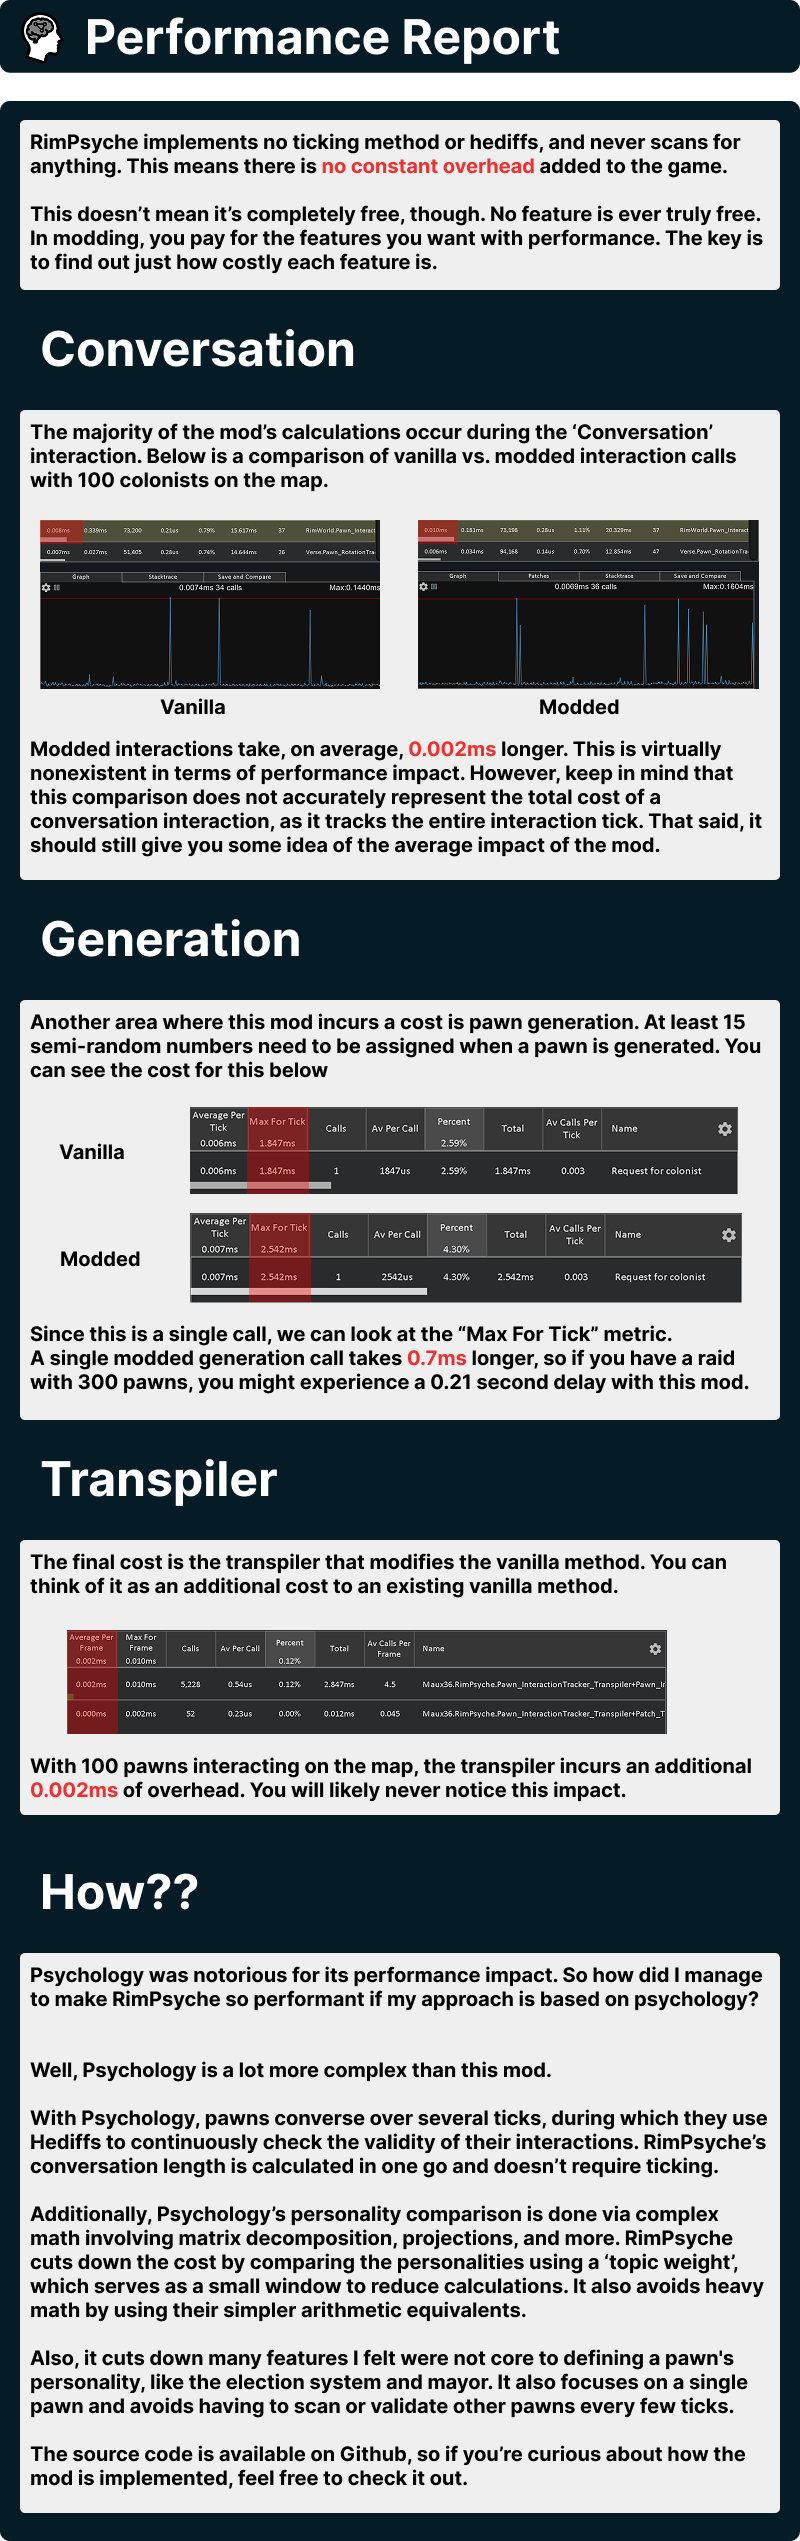 Performance Report
RimPsyche implements no ticking method or hediffs, and never scans for
anything. This means there is no constant overhead added to the game.
This doesn’t mean it’s completely free, though. No feature is ever truly free.
In modding, you pay for the features you want with performance. The key is
to find out just how costly each feature is.
Conversation
The majority of the mod’s calculations occur during the ‘Conversation’
interaction. Below is a comparison of vanilla vs. modded interaction calls
with 100 colonists on the map.
0.008ms 0.339ms 73,200 0.21us 0.79% 15.617ms 37 RimWorld.Pawn_Interact
0.007ms 0.027ms 51,405 0.28us 0.74% 14.644ms 26 Verse.Pawn_RotationTra
Graph Stacktrace Save and Compare
0.0074ms 34 calls Max:0.1440ms
Vanilla
0.010ms 0.181ms 73,198 0.28us 1.11% 20.329ms 37 RimWorld.Pawn_Interact
0.006ms 0.034ms 94,168 0.14us 0.70% 12.854ms 47 Verse.Pawn_RotationTra
Graph Patches Stacktrace Save and Compare
0.0069ms 36 calls Max:0.1604ms
Modded
Modded interactions take, on average, 0.002ms longer. This is virtually
nonexistent in terms of performance impact. However, keep in mind that
this comparison does not accurately represent the total cost of a
conversation interaction, as it tracks the entire interaction tick. That said, it
should still give you some idea of the average impact of the mod.
Generation
Another area where this mod incurs a cost is pawn generation. At least 15
semi-random numbers need to be assigned when a pawn is generated. You
can see the cost for this below
Vanilla
Average Per Tick Max For Tick Calls Av Per Call Percent Total Av Calls Per Tick Name
0.006ms 1.847ms 2.59%
0.006ms 1.847ms 1 1847us 2.59% 1.847ms 0.003 Request for colonist
Modded
Average Per Tick Max For Tick Calls Av Per Call Percent Total Av Calls Per Tick Name
0.007ms 2.542ms 4.30%
0.007ms 2.542ms 1 2542us 4.30% 2.542ms 0.003 Request for colonist
Since this is a single call, we can look at the “Max For Tick” metric.
A single modded generation call takes 0.7ms longer, so if you have a raid
with 300 pawns, you might experience a 0.21 second delay with this mod.
Transpiler
The final cost is the transpiler that modifies the vanilla method. You can
think of it as an additional cost to an existing vanilla method.
Average Per Frame Max For Frame Calls Av Per Call Percent Total Av Calls Per Frame Name
0.002ms 0.010ms 0.12%
0.002ms 0.010ms 5,228 0.54us 0.12% 2.847ms 4.5 Maux36.RimPsyche.Pawn_InteractionTracker_Transpiler+Pawn_In
0.000ms 0.002ms 52 0.23us 0.00% 0.012ms 0.045 Maux36.RimPsyche.Pawn_InteractionTracker_Transpiler+Patch_T
With 100 pawns interacting on the map, the transpiler incurs an additional
0.002ms of overhead. You will likely never notice this impact.
How??
Psychology was notorious for its performance impact. So how did I manage
to make RimPsyche so performant if my approach is based on psychology?
Well, Psychology is a lot more complex than this mod.
With Psychology, pawns converse over several ticks, during which they use
Hediffs to continuously check the validity of their interactions. RimPsyche’s
conversation length is calculated in one go and doesn’t require ticking.
Additionally, Psychology’s personality comparison is done via complex
math involving matrix decomposition, projections, and more. RimPsyche
cuts down the cost by comparing the personalities using a ‘topic weight’,
which serves as a small window to reduce calculations. It also avoids heavy
math by using their simpler arithmetic equivalents.
Also, it cuts down many features I felt were not core to defining a pawn's
personality, like the election system and mayor. It also focuses on a single
pawn and avoids having to scan or validate other pawns every few ticks.
The source code is available on Github, so if you’re curious about how the
mod is implemented, feel free to check it out.